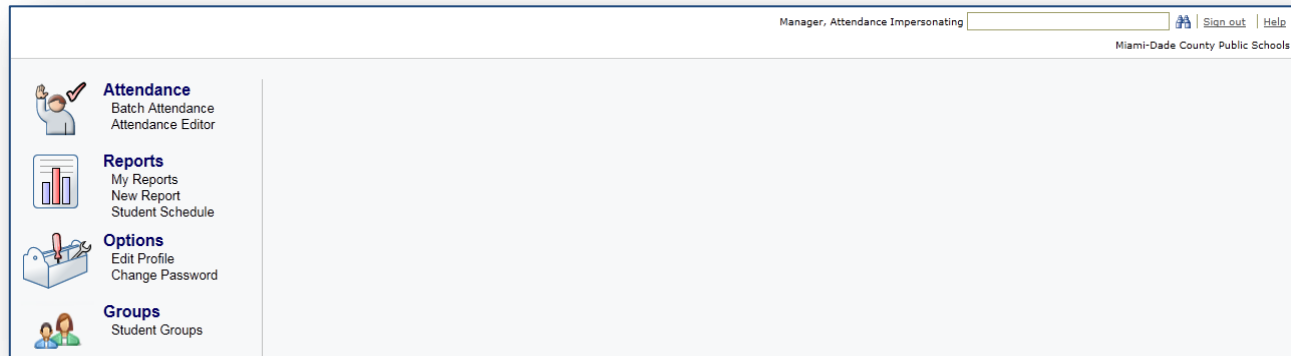 Manager, Attendance Impersonating
Sign out Help
Miami-Dade County Public Schools
Attendance
Batch Attendance
Attendance Editor
Reports
My Reports
New Report
Student Schedule
Options
Edit Profile
Change Password
Groups
Student Groups